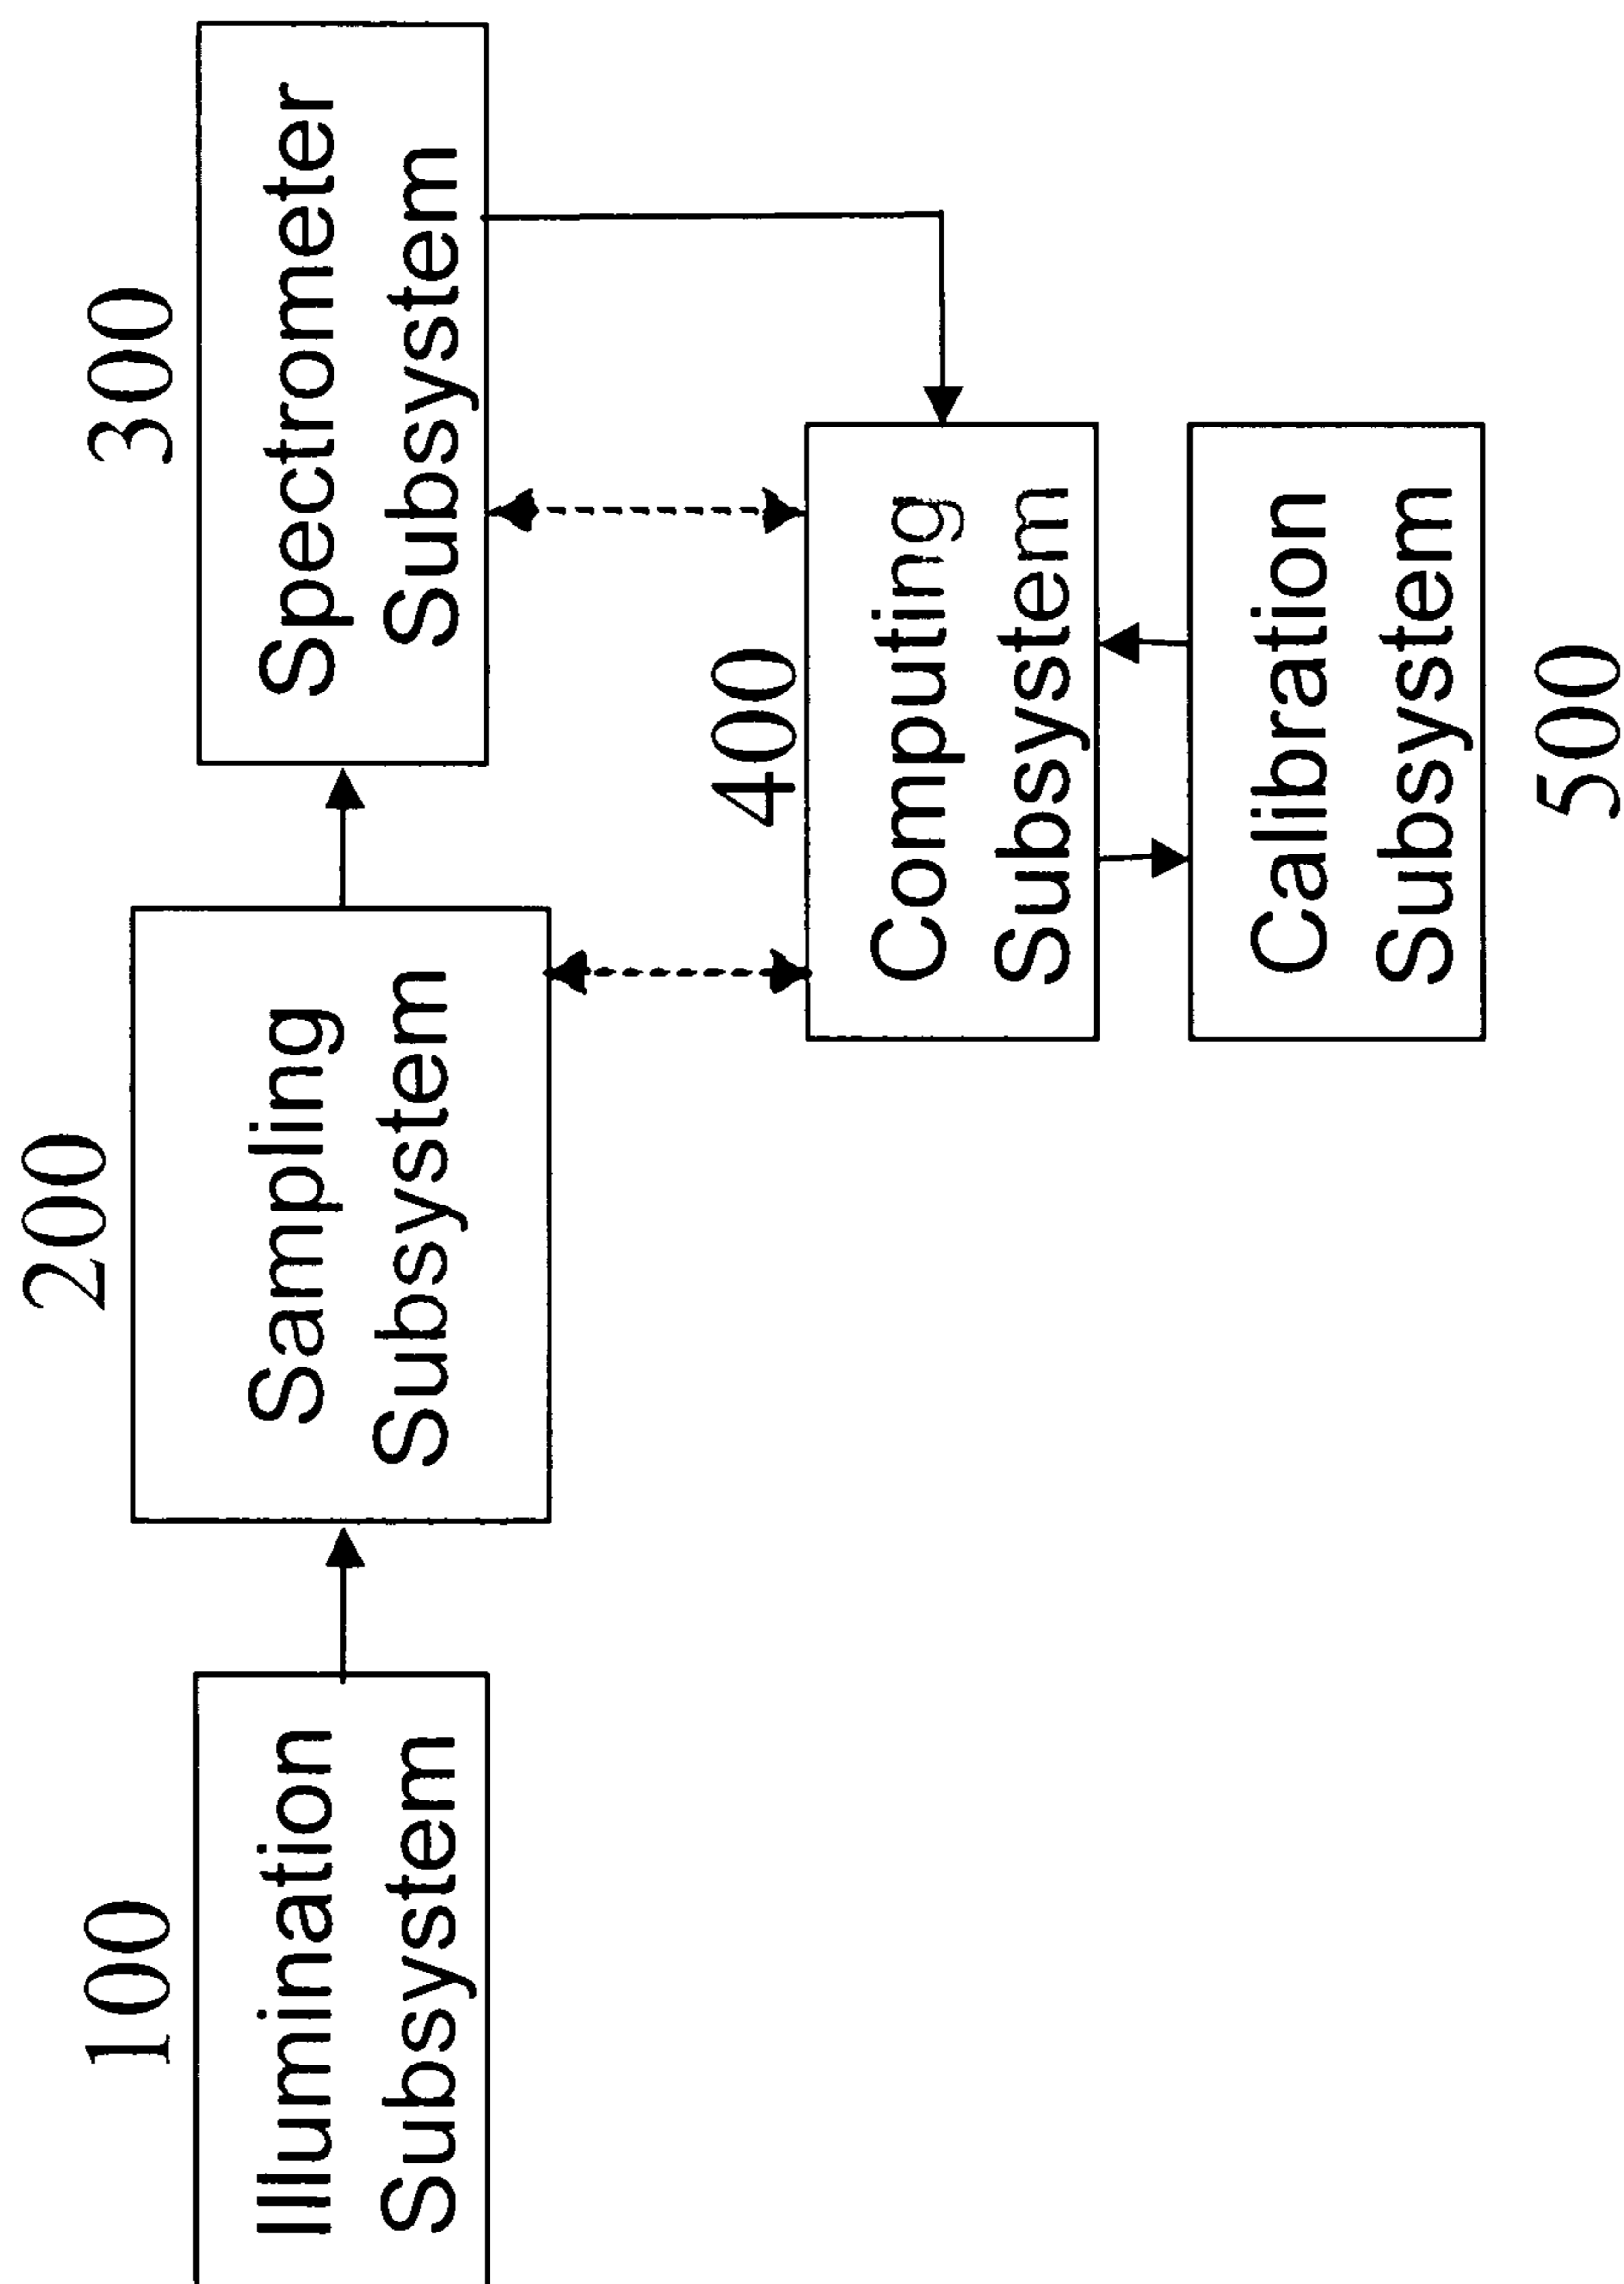 100
Illumination
Subsystem
200
Sampling
Subsystem
300
Spectrometer
Subsystem
400
Computing
Subsystem
Calibration
Subsystem
500